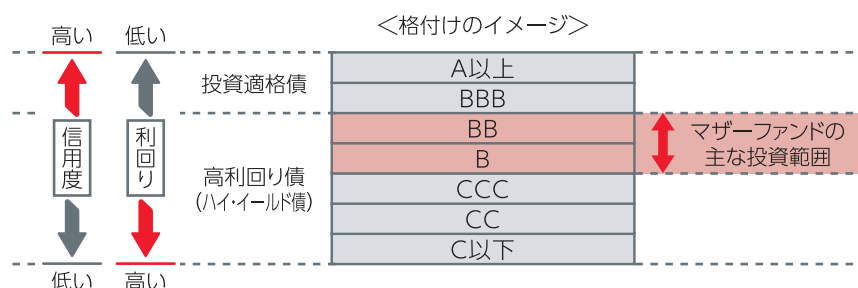 <格付けのイメージ>
高い
低い
投資適格債
A以上
BBB
信用度
利回り
高利回り債
(ハイ・イールド債)
BB
B
CCC
CC
C以下
マザーファンドの
主な投資範囲
低い
高い